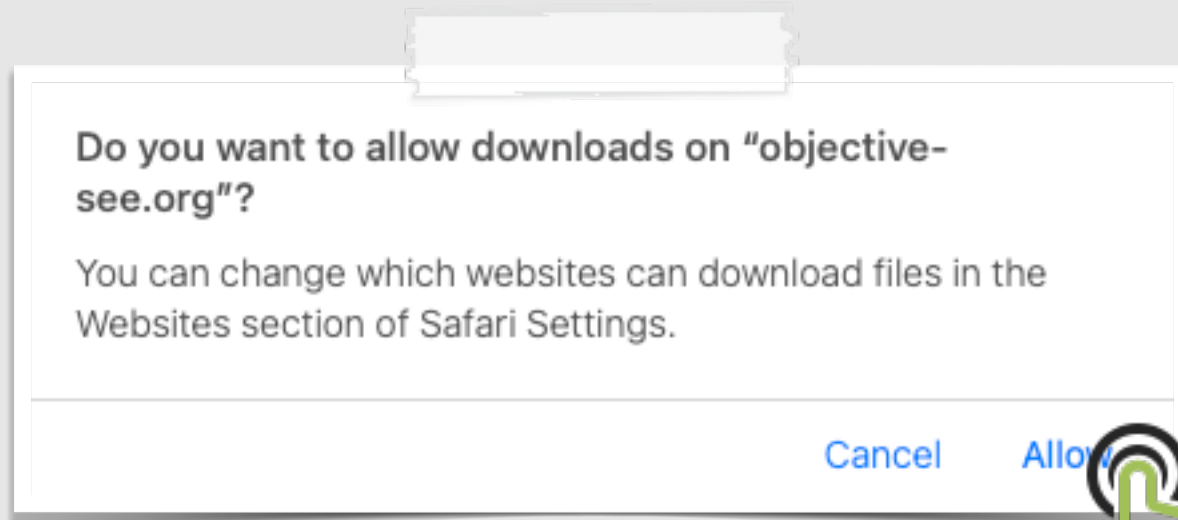 Do you want to allow downloads on “objective-
see.org”?
You can change which websites can download files in the
Websites section of Safari Settings.
Cancel Allow